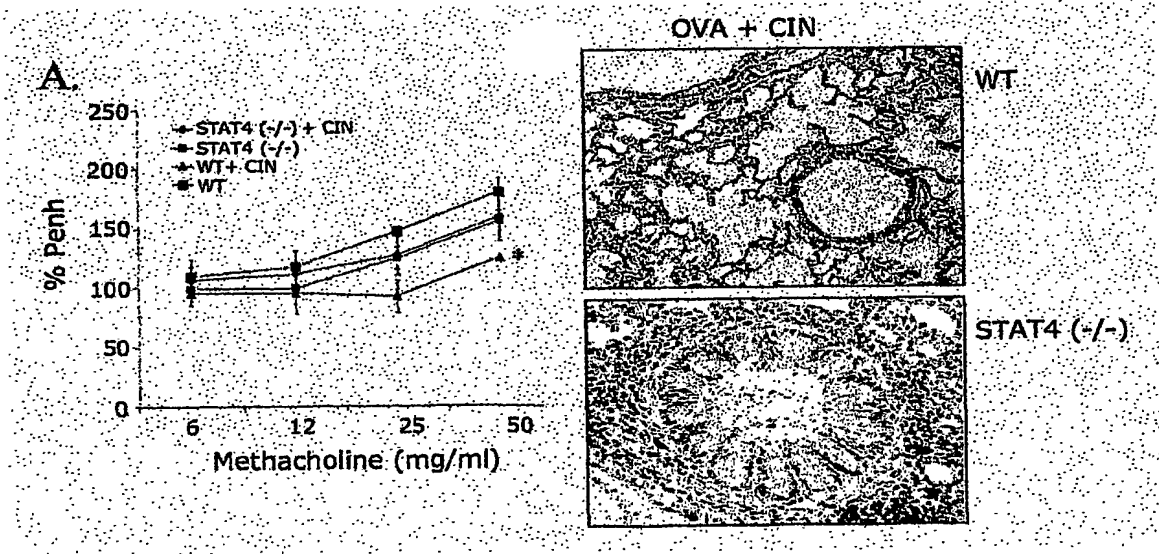 OVA + CIN
A.
WT
250
STAT4 (-/-) + CIN
STAT4 (-/-)
WT + CIN
WT
200
150
100
50
0
% Penh
*
6 12 25 50
Methacholine (mg/ml)
STAT4 (-/-)